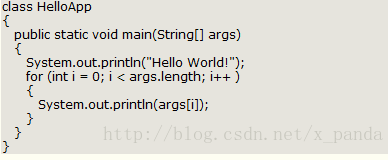 class HelloApp
{
  public static void main(String[] args)
  {
    System.out.println("Hello World!");
    for (int i = 0; i < args.length; i++ )
    {
      System.out.println(args[i]);
    }
  }
}
http://blog.csdn.net/x_panda